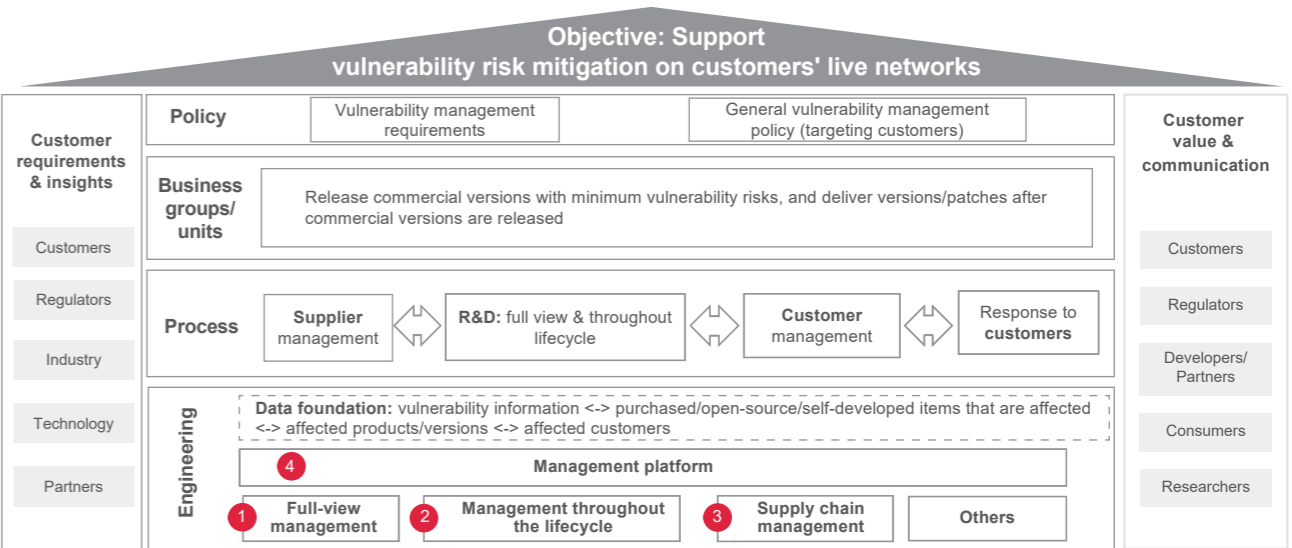 Objective: Support
vulnerability risk mitigation on customers' live networks
Customer
requirements
& insights
Customers
Regulators
Industry
Technology
Partners
Policy
Vulnerability management
requirements
General vulnerability management
policy (targeting customers)
Business
groups/
units
Release commercial versions with minimum vulnerability risks, and deliver versions/patches after
commercial versions are released
Process
Supplier
management
R&D: full view & throughout
lifecycle
Customer
management
Response to
customers
Engineering
Data foundation: vulnerability information <-> purchased/open-source/self-developed items that are affected
<-> affected products/versions <-> affected customers
4
Management platform
1
Full-view
management
2
Management throughout
the lifecycle
3
Supply chain
management
Others
Customer
value &
communication
Customers
Regulators
Developers/
Partners
Consumers
Researchers